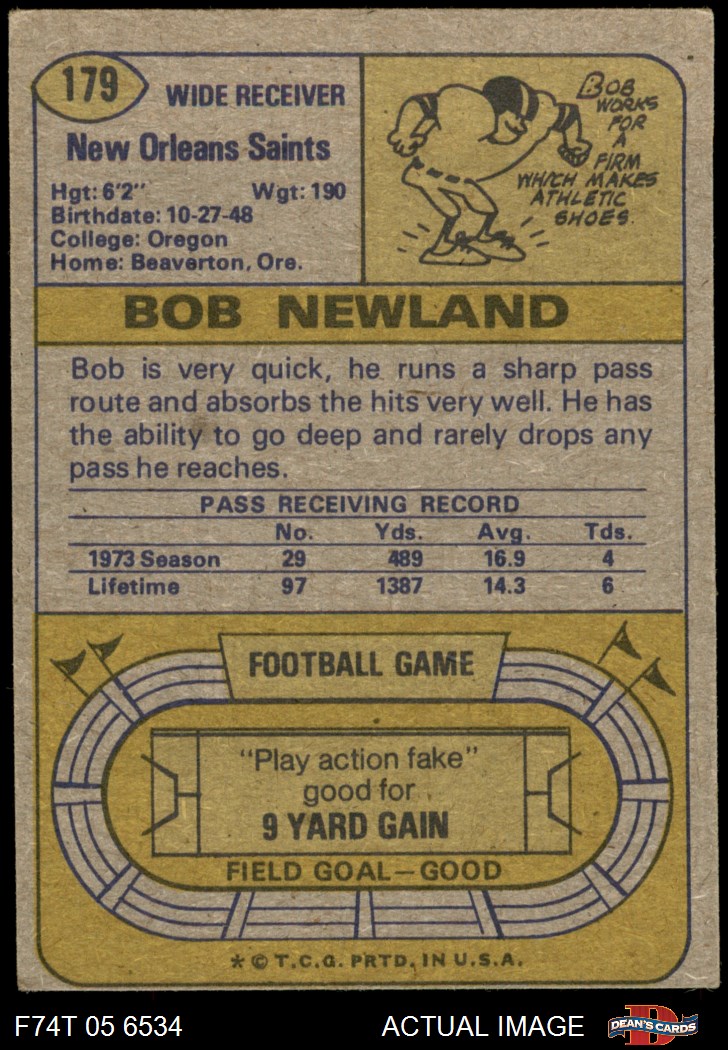 179
WIDE RECEIVER
New Orleans Saints
Hgt: 6'2" Wgt: 190
Birthdate: 10-27-48
College: Oregon
Home: Beaverton, Ore.
BOB
WORKS
FOR
A
FIRM
WHICH MAKES
ATHLETIC
SHOES.
BOB NEWLAND
Bob is very quick, he runs a sharp pass
route and absorbs the hits very well. He has
the ability to go deep and rarely drops any
pass he reaches.
PASS RECEIVING RECORD
No. Yds. Avg. Tds.
1973 Season 29 489 16.9 4
Lifetime 97 1387 14.3 6
FOOTBALL GAME
"Play action fake"
good for
9 YARD GAIN
FIELD GOAL—GOOD
* © T.C.G. PRTD. IN U.S.A.
F74T 05 6534 ACTUAL IMAGE
DEAN'S CARDS